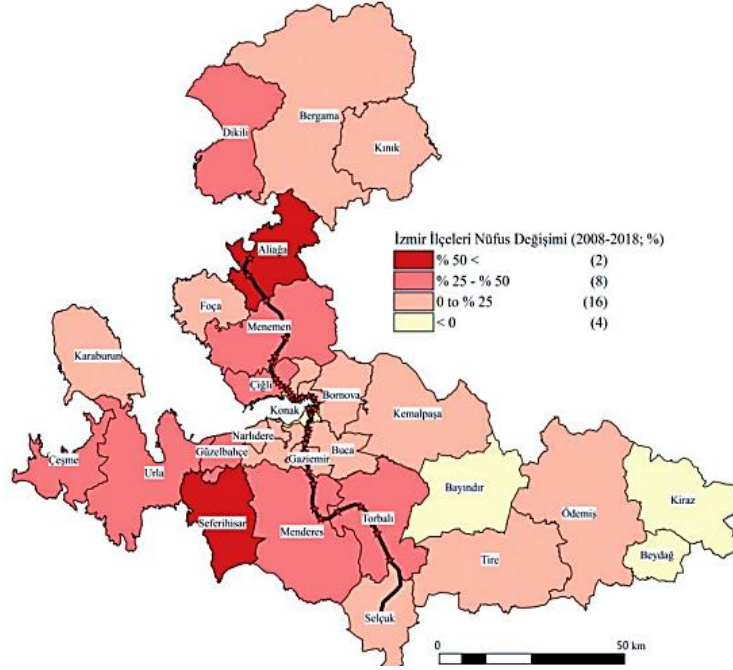 Bergama
Dikili
Kınık
Aliağa
İzmir İlçeleri Nüfus Değişimi (2008-2018; %)
% 50 < (2)
% 25 - % 50 (8)
0 to % 25 (16)
< 0 (4)
Foça
Menemen
Karaburun
Çiğli
Bornova
Konak
Kemalpaşa
Narlıdere
Güzelbahçe
Buca
Gaziemir
Çeşme
Urla
Bayındır
Kiraz
Ödemiş
Seferihisar
Torbalı
Menderes
Beydağ
Tire
Selçuk
0 50 km